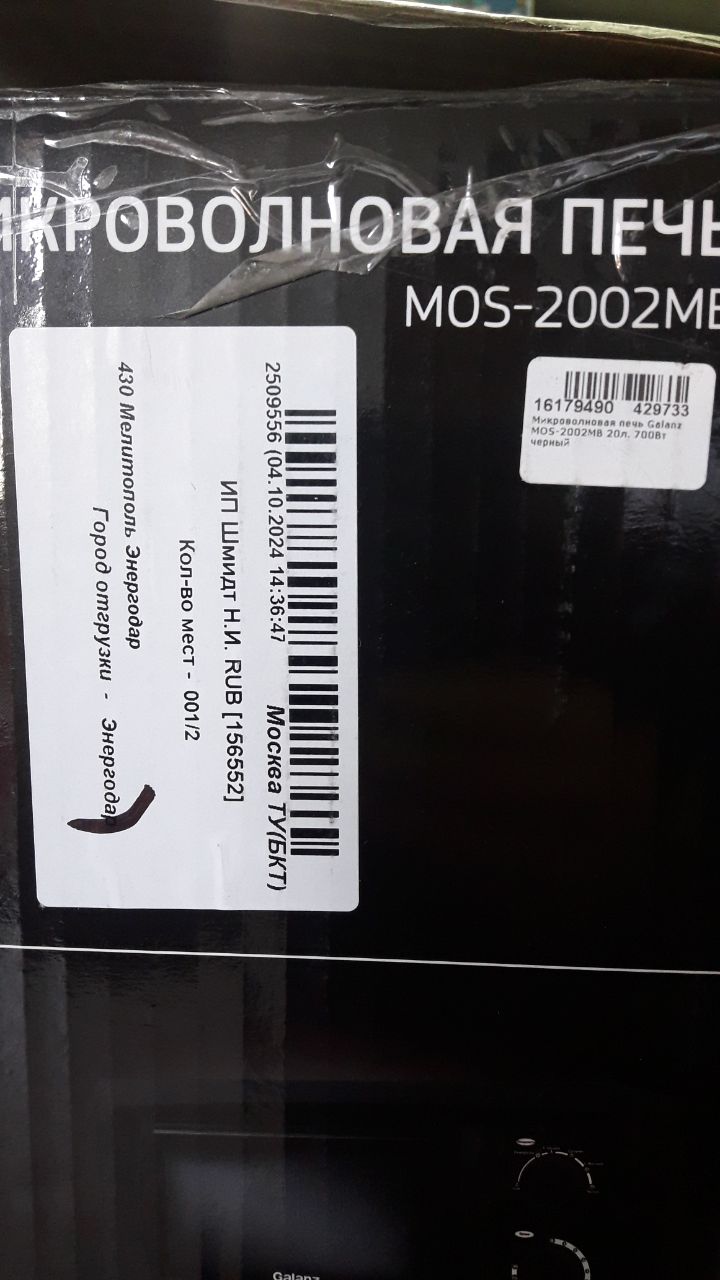 МИКРОВОЛНОВАЯ ПЕЧЬ
MOS-2002MB
16179490 429733
Микроволновая печь Galanz
MOS-2002MB 20л. 700Вт
черный
2509556 (04.10.2024 14:36:47 Москва ТУ(БКТ)
ИП Шмидт Н.И. RUB [156552]
Кол-во мест - 001/2
430 Мелитополь Энергодар
Город отгрузки - Энергодар
Galanz